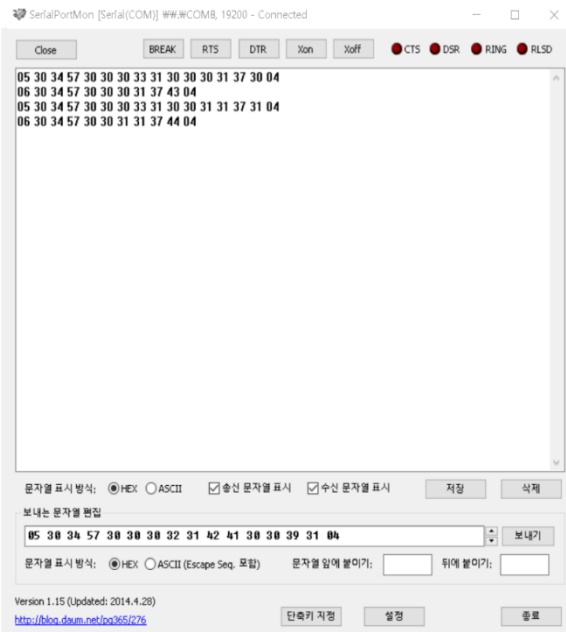 SerialPortMon [Serial(COM)] ₩₩.₩COM8, 19200 - Connected
Close BREAK RTS DTR Xon Xoff CTS DSR RING RLSD
05 30 34 57 30 30 30 33 31 30 30 30 31 37 30 04
06 30 34 57 30 30 30 31 37 43 04
05 30 34 57 30 30 30 33 31 30 30 31 31 37 31 04
06 30 34 57 30 30 31 31 37 44 04
문자열 표시 방식: HEX ASCII 송신 문자열 표시 수신 문자열 표시 저장 삭제
보내는 문자열 편집
05 30 34 57 30 30 30 32 31 42 41 30 30 39 31 04 보내기
문자열 표시 방식: HEX ASCII (Escape Seq. 포함) 문자열 앞에 붙이기: 뒤에 붙이기:
Version 1.15 (Updated: 2014.4.28)
http://blog.daum.net/pg365/276 단축키 지정 설정 종료